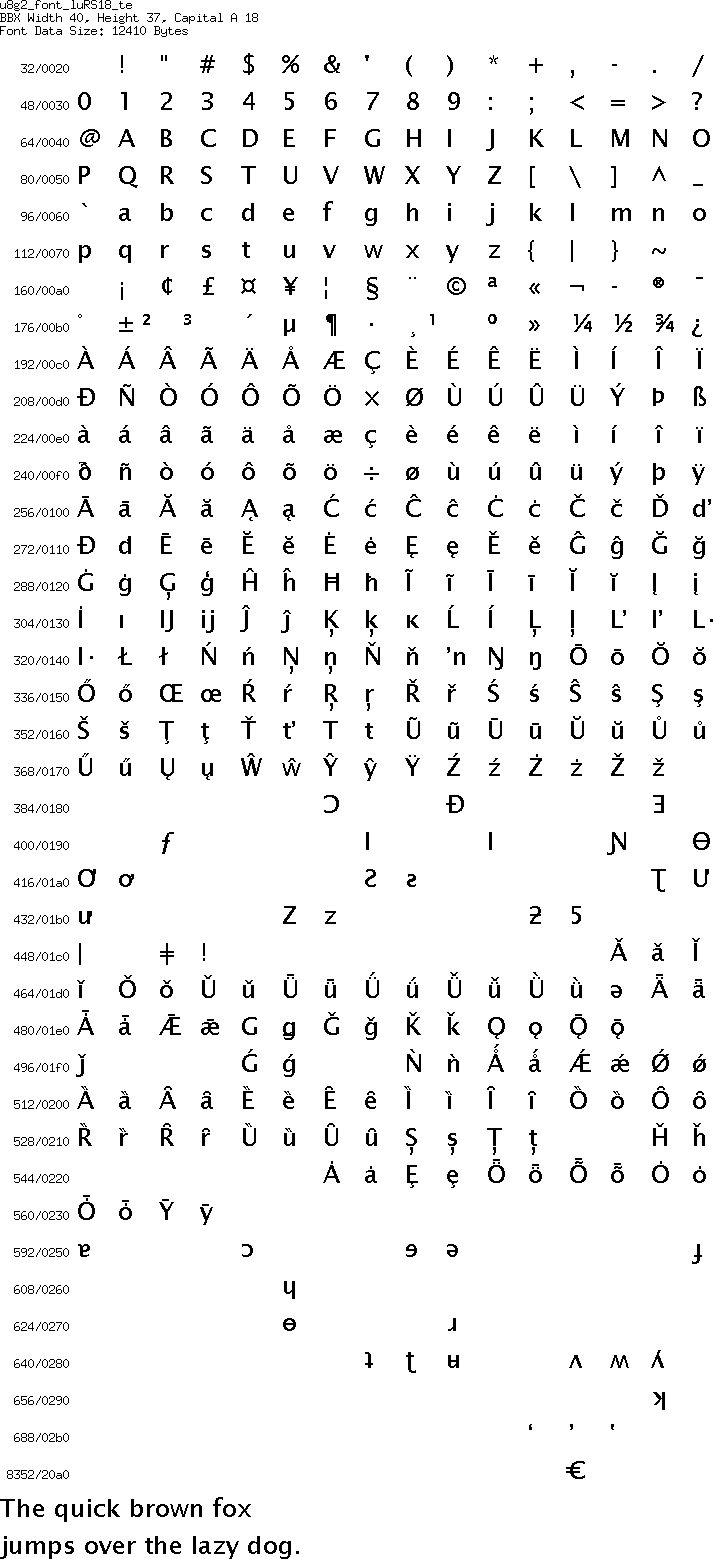 u8g2_font_luRS18_te
BBX Width 40, Height 37, Capital A 18
Font Data Size: 12410 Bytes
32/0020 ! " # $ % & ' ( ) * + , - . /
48/0030 0 1 2 3 4 5 6 7 8 9 : ; < = > ?
64/0040 @ A B C D E F G H I J K L M N O
80/0050 P Q R S T U V W X Y Z [ \ ] ^ _
96/0060 ` a b c d e f g h i j k l m n o
112/0070 p q r s t u v w x y z { | } ~
160/00a0 ¡ ¢ £ ¤ ¥ ¦ § ¨ © ª « ¬ - ® ¯
176/00b0 ° ± ² ³ ´ µ ¶ · ¸ ¹ º » ¼ ½ ¾ ¿
192/00c0 À Á Â Ã Ä Å Æ Ç È É Ê Ë Ì Í Î Ï
208/00d0 Ð Ñ Ò Ó Ô Õ Ö × Ø Ù Ú Û Ü Ý Þ ß
224/00e0 à á â ã ä å æ ç è é ê ë ì í î ï
240/00f0 ð ñ ò ó ô õ ö ÷ ø ù ú û ü ý þ ÿ
256/0100 Ā ā Ă ă Ą ą Ć ć Ĉ ĉ Ċ ċ Č č Ď ď
272/0110 Đ đ Ē ē Ĕ ĕ Ė ė Ę ę Ě ě Ĝ ĝ Ğ ğ
288/0120 Ġ ġ Ģ ģ Ĥ ĥ Ħ ħ Ĩ ĩ Ī ī Ĭ ĭ Į į
304/0130 İ ı Ĳ ĳ Ĵ ĵ Ķ ķ ĸ Ĺ ĺ Ļ ļ Ľ ľ Ŀ
320/0140 ŀ Ł ł Ń ń Ņ ņ Ň ň ŉ Ŋ ŋ Ō ō Ŏ ŏ
336/0150 Ő ő Œ œ Ŕ ŕ Ŗ ŗ Ř ř Ś ś Ŝ ŝ Ş ş
352/0160 Š š Ţ ţ Ť ť Ŧ ŧ Ũ ũ Ū ū Ŭ ŭ Ů ů
368/0170 Ű ű Ų ų Ŵ ŵ Ŷ ŷ Ÿ Ź ź Ż ż Ž ž
384/0180 Ɔ Ɖ Ǝ
400/0190 ƒ Ɨ ƚ Ɲ Ɵ
416/01a0 Ơ ơ Ƨ ƨ Ʈ Ư
432/01b0 ư Ƶ ƶ ƻ Ƽ
448/01c0 ǀ ǂ ǃ Ǎ ǎ Ǐ
464/01d0 ǐ Ǒ ǒ Ǔ ǔ Ǖ ǖ Ǘ ǘ Ǚ ǚ Ǜ ǜ ǝ Ǟ ǟ
480/01e0 Ǡ ǡ Ǣ ǣ Ǥ ǥ Ǧ ǧ Ǩ ǩ Ǫ ǫ Ǭ ǭ
496/01f0 ǰ Ǵ ǵ Ǹ ǹ Ǻ ǻ Ǽ ǽ Ǿ ǿ
512/0200 Ȁ ȁ Ȃ ȃ Ȅ ȅ Ȇ ȇ Ȉ ȉ Ȋ ȋ Ȍ ȍ Ȏ ȏ
528/0210 Ȑ ȑ Ȓ ȓ Ȕ ȕ Ȗ ȗ Ș ș Ț ț Ȟ ȟ
544/0220 Ȧ ȧ Ȩ ȩ Ȫ ȫ Ȭ ȭ Ȯ ȯ
560/0230 Ȱ ȱ Ȳ ȳ
592/0250 ɐ ɔ ɘ ə ɟ
608/0260 ɥ
624/0270 ɵ ɹ
640/0280 ʇ ʈ ʉ ʌ ʍ ʎ
656/0290 ʞ
688/02b0 ʻ ʼ ʽ
8352/20a0 €
The quick brown fox
jumps over the lazy dog.